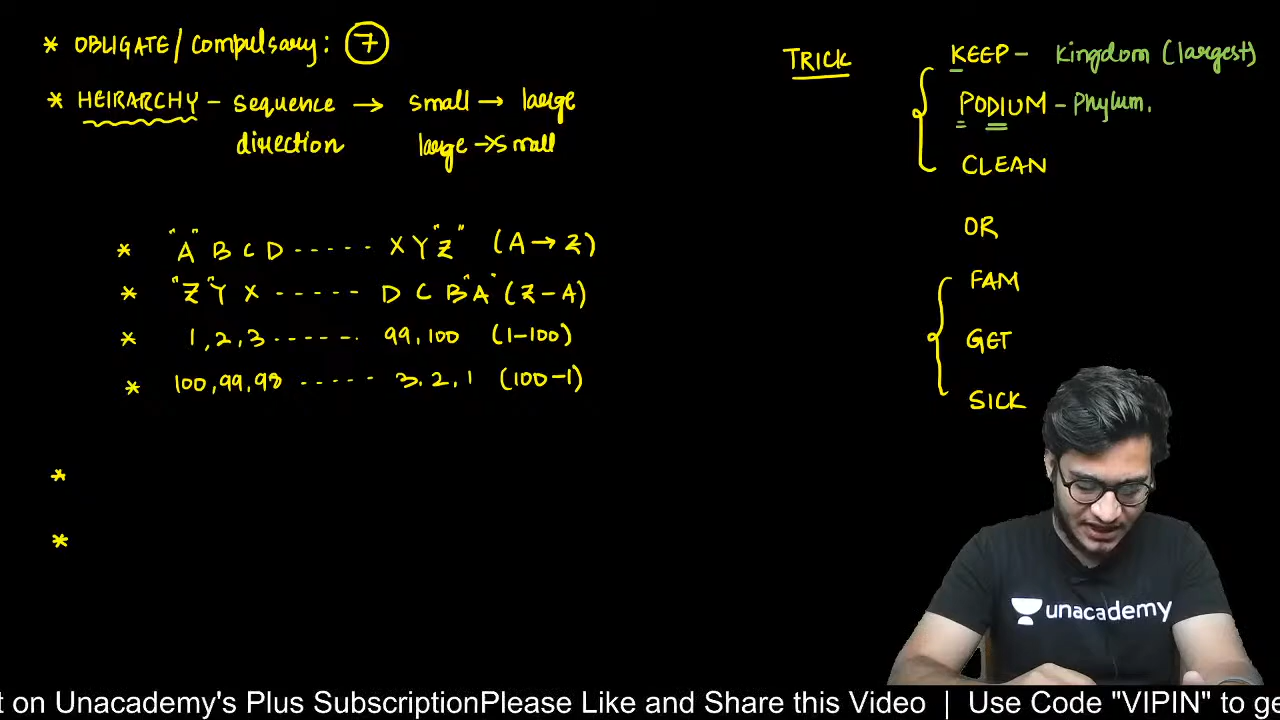 * OBLIGATE/Compulsary: 7
* HEIRARCHY - sequence → small → large
direction large → small
* "A" B C D ------ X Y "Z" (A → Z)
* "Z" Y X ------ D C B "A" (Z - A)
* 1, 2, 3 ------ 99, 100 (1-100)
* 100, 99, 98 ------ 3, 2, 1 (100-1)
*
*
TRICK
KEEP - Kingdom (largest)
PODIUM - Phylum.
CLEAN
OR
FAM
GET
SICK
unacademy
t on Unacademy's Plus SubscriptionPlease Like and Share this Video | Use Code "VIPIN" to ge